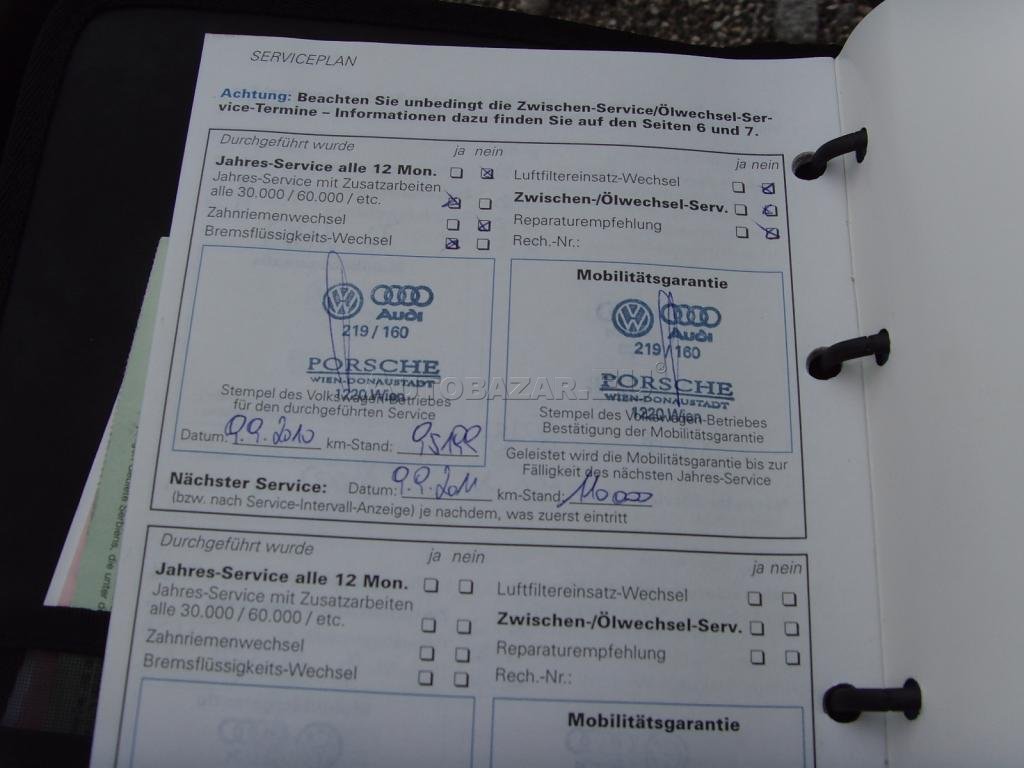 SERVICEPLAN
Achtung: Beachten Sie unbedingt die Zwischen-Service/Ölwechsel-Ser-
vice-Termine – Informationen dazu finden Sie auf den Seiten 6 und 7.
Durchgeführt wurde ja nein
Jahres-Service alle 12 Mon.
Jahres-Service mit Zusatzarbeiten
alle 30.000 / 60.000 / etc.
Zahnriemenwechsel
Bremsflüssigkeits-Wechsel
ja nein
Luftfiltereinsatz-Wechsel
Zwischen-/Ölwechsel-Serv.
Reparaturempfehlung
Rech.-Nr.:
Audi
219 / 160
PORSCHE
WIEN-DONAUSTADT
1220 Wien
Stempel des Volkswagen-Betriebes
für den durchgeführten Service
Datum: 9.9.2010 km-Stand: 95192
Mobilitätsgarantie
Audi
219 / 160
PORSCHE
WIEN-DONAUSTADT
1220 Wien
Stempel des Volkswagen-Betriebes
Bestätigung der Mobilitätsgarantie
Geleistet wird die Mobilitätsgarantie bis zur
Fälligkeit des nächsten Jahres-Service
Nächster Service: Datum: 9.9.2011 km-Stand: 110000
(bzw. nach Service-Intervall-Anzeige) je nachdem, was zuerst eintritt
Durchgeführt wurde ja nein
Jahres-Service alle 12 Mon.
Jahres-Service mit Zusatzarbeiten
alle 30.000 / 60.000 / etc.
Zahnriemenwechsel
Bremsflüssigkeits-Wechsel
ja nein
Luftfiltereinsatz-Wechsel
Zwischen-/Ölwechsel-Serv.
Reparaturempfehlung
Rech.-Nr.:
Mobilitätsgarantie